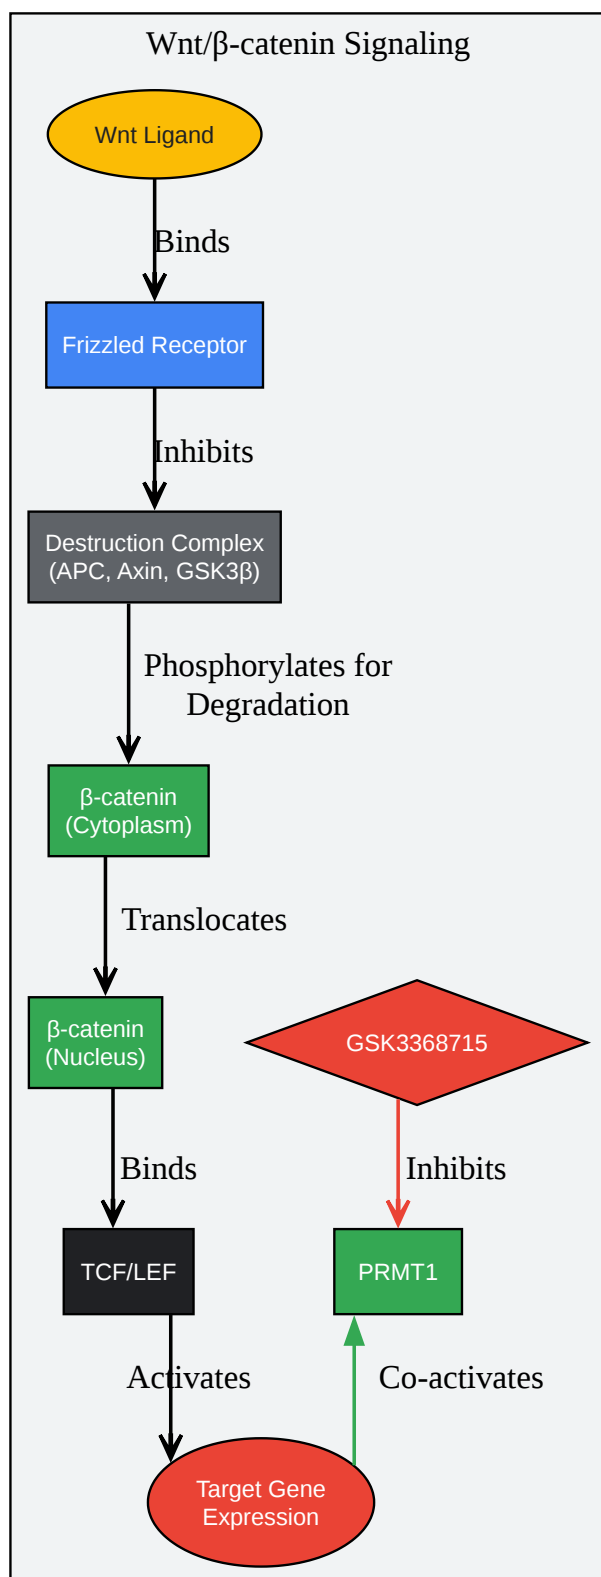 Wnt/β-catenin Signaling
Wnt Ligand
Binds
Frizzled Receptor
Inhibits
Destruction Complex
(APC, Axin, GSK3β)
Phosphorylates for
Degradation
β-catenin
(Cytoplasm)
Translocates
β-catenin
(Nucleus)
GSK3368715
Binds
Inhibits
TCF/LEF
PRMT1
Activates
Co-activates
Target Gene
Expression